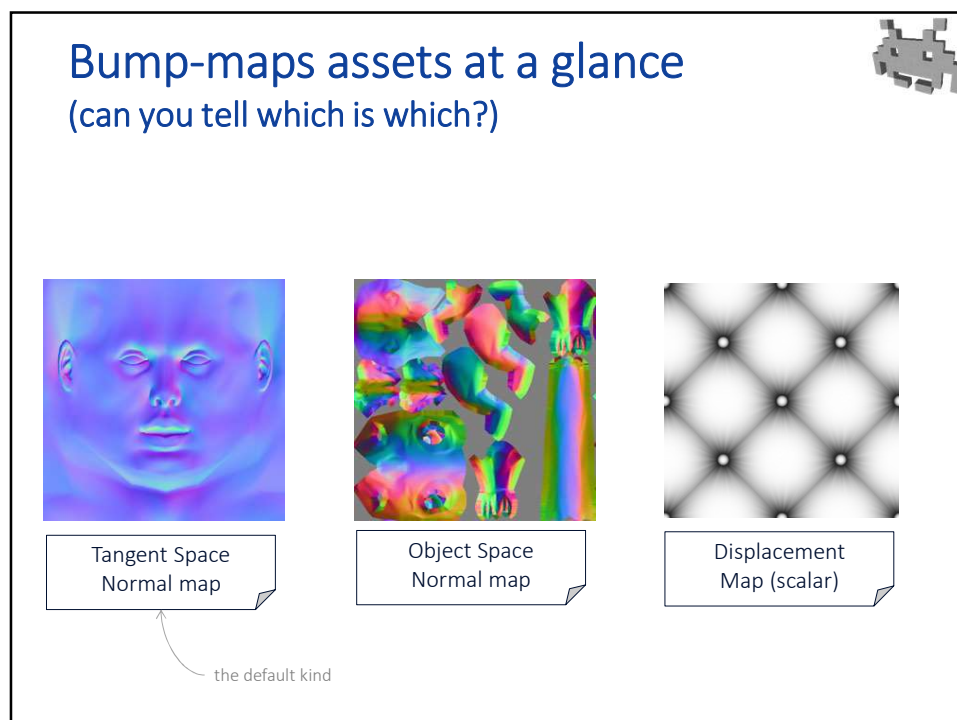 Bump-maps assets at a glance
(can you tell which is which?)
Tangent Space
Normal map
Object Space
Normal map
Displacement
Map (scalar)
the default kind